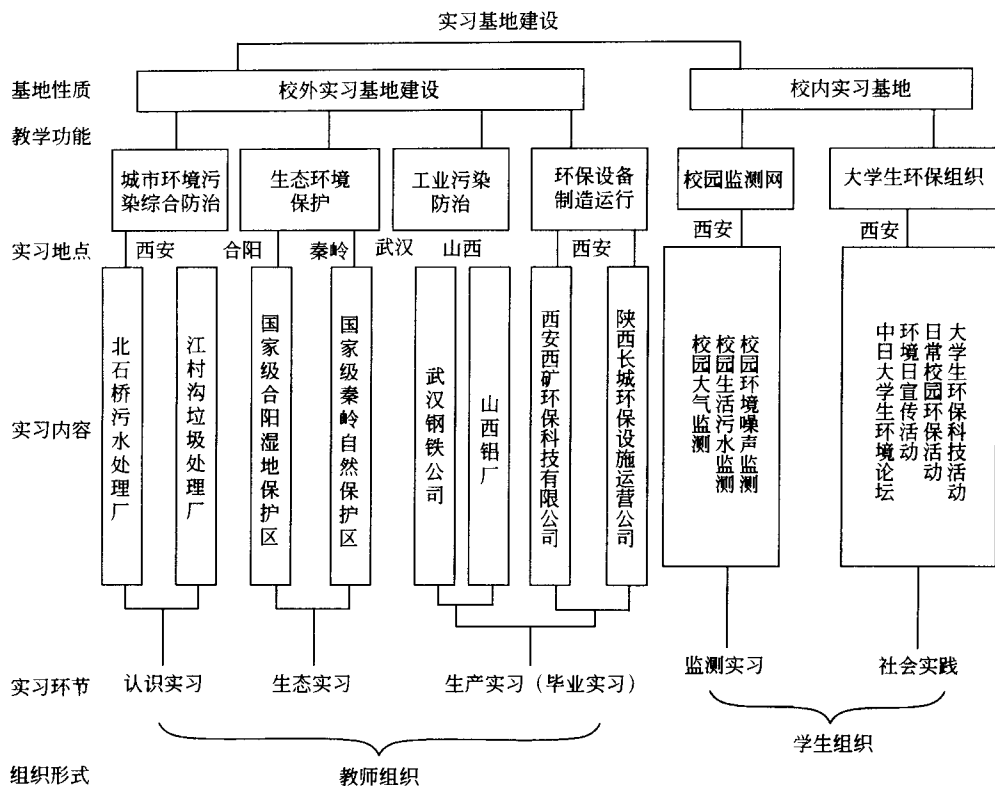 实习基地建设
基地性质
校外实习基地建设
校内实习基地
教学功能
城市环境污
染综合防治
生态环境
保护
工业污染
防治
环保设备
制造运行
校园监测网
大学生环保组织
实习地点
西安
合阳
秦岭
武汉
山西
西安
西安
西安
实习内容
北石桥污水处理厂
江村沟垃圾处理厂
国家级合阳湿地保护区
国家级秦岭自然保护区
武汉钢铁公司
山西铝厂
西安西矿环保科技有限公司
陕西长城环保设施运营公司
校园环境噪声监测
校园生活污水监测
校园大气监测
大学生环保科技活动
日常校园环保活动
环境日宣传活动
中日大学生环境论坛
实习环节
认识实习
生态实习
生产实习（毕业实习）
监测实习
社会实践
组织形式
教师组织
学生组织